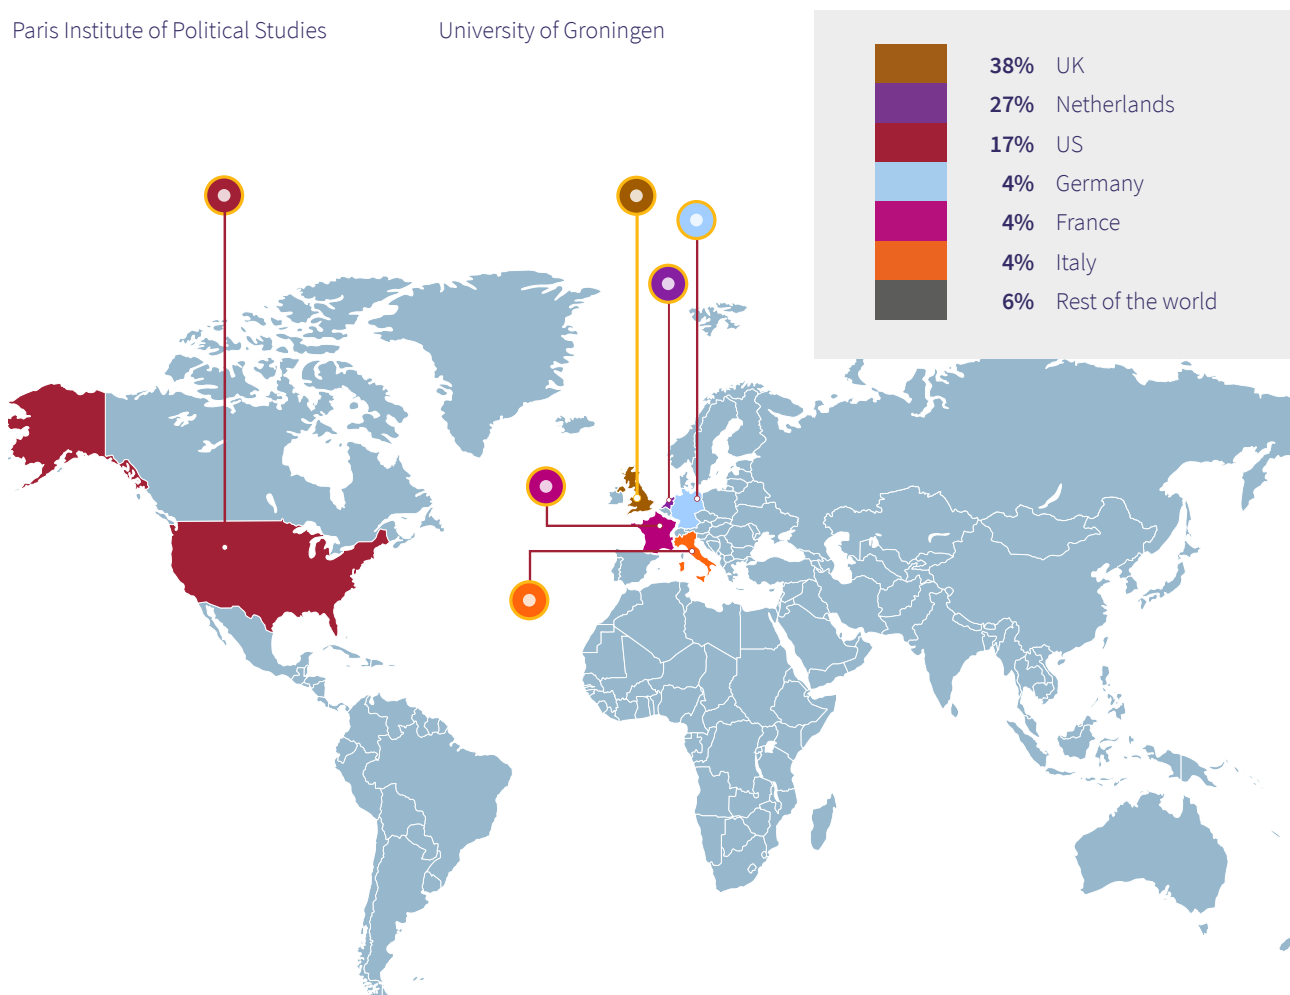 Paris Institute of Political Studies
University of Groningen
38% UK
27% Netherlands
17% US
4% Germany
4% France
4% Italy
6% Rest of the world